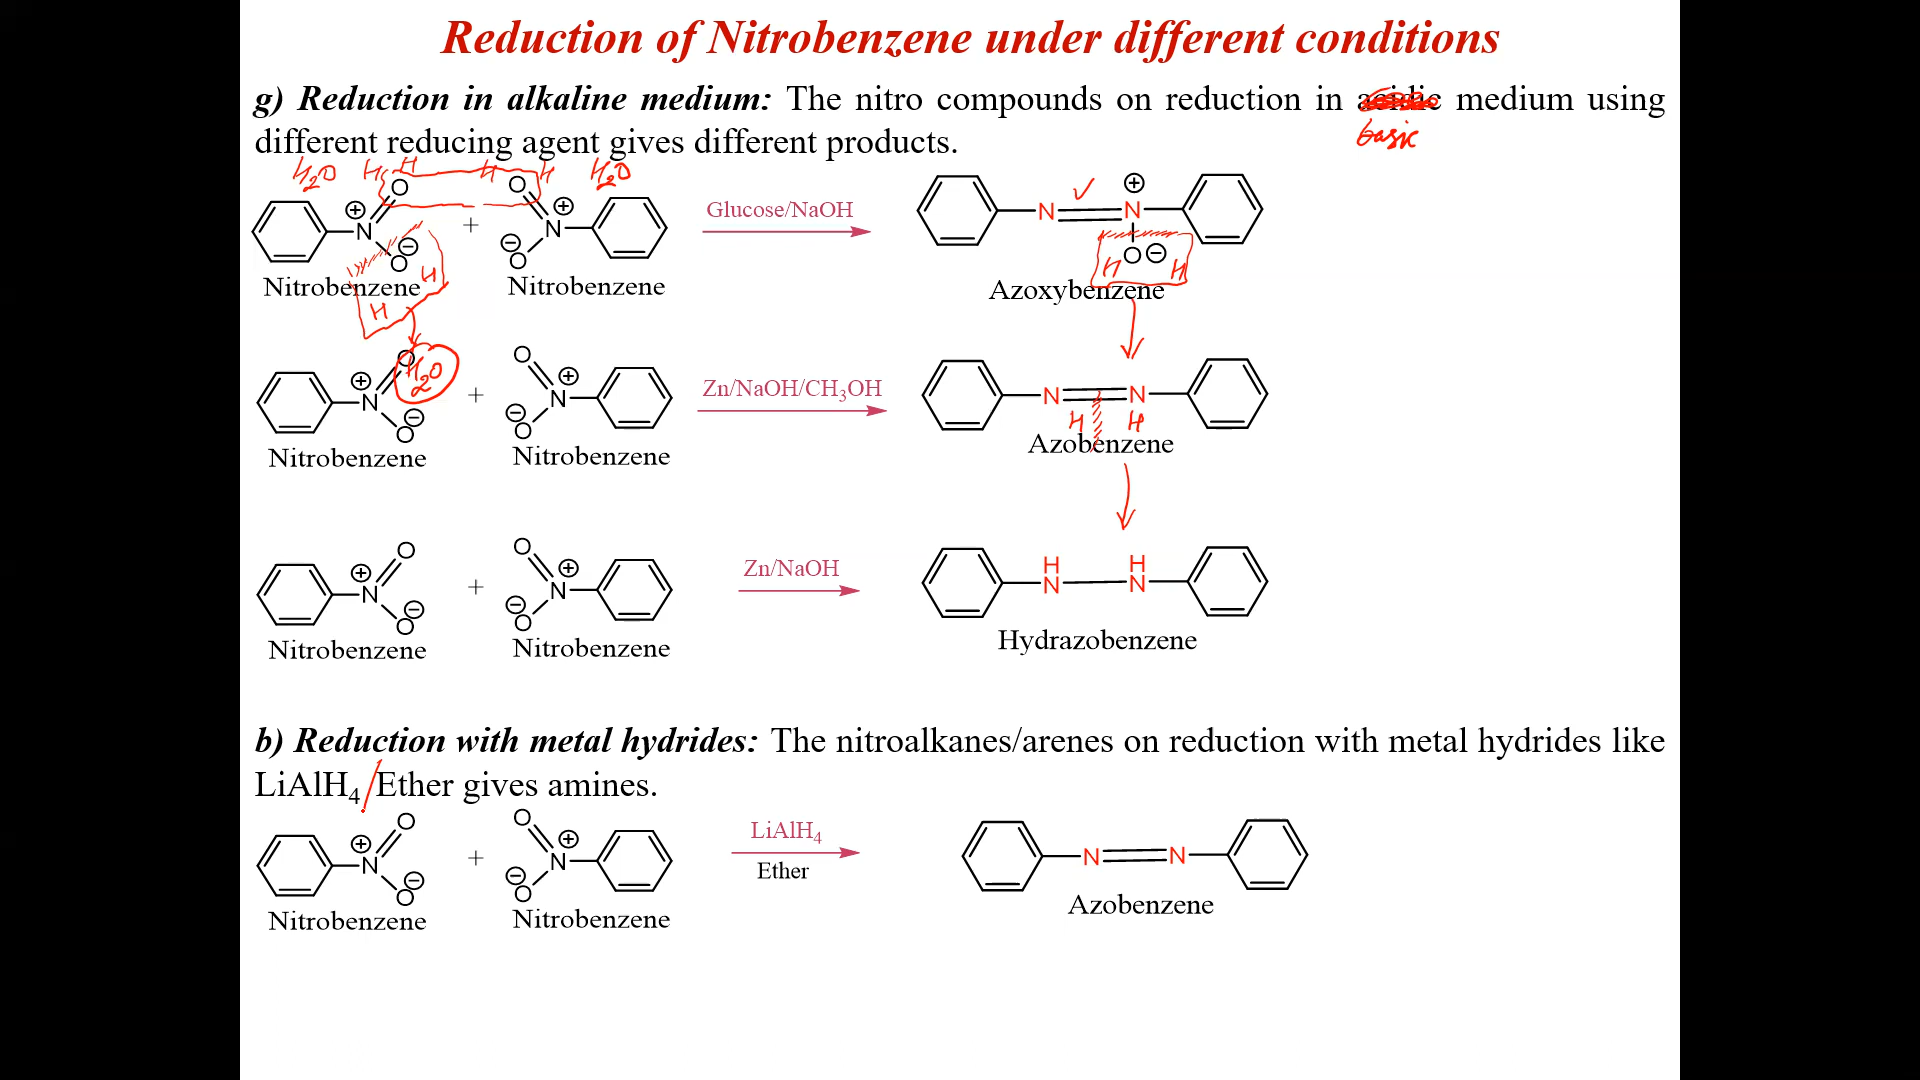 Reduction of Nitrobenzene under different conditions
g) Reduction in alkaline medium: The nitro compounds on reduction in acidic medium using
basic
different reducing agent gives different products.
H₂O H H H H H₂O
O O ⊕
⊕ N ⊖ O + O ⊕ N ⊖ O Glucose/NaOH N N ⊕ O ⊖
H H H H
Nitrobenzene Nitrobenzene Azoxybenzene
H₂O
⊕ N O ⊖ O + O ⊕ N ⊖ O Zn/NaOH/CH₃OH N N
H H
Nitrobenzene Nitrobenzene Azobenzene
⊕ N O ⊖ O + O ⊕ N ⊖ O Zn/NaOH H N H N
Nitrobenzene Nitrobenzene Hydrazobenzene
b) Reduction with metal hydrides: The nitroalkanes/arenes on reduction with metal hydrides like
LiAlH₄/Ether gives amines.
⊕ N O ⊖ O + O ⊕ N ⊖ O LiAlH₄ N N
Ether
Nitrobenzene Nitrobenzene Azobenzene